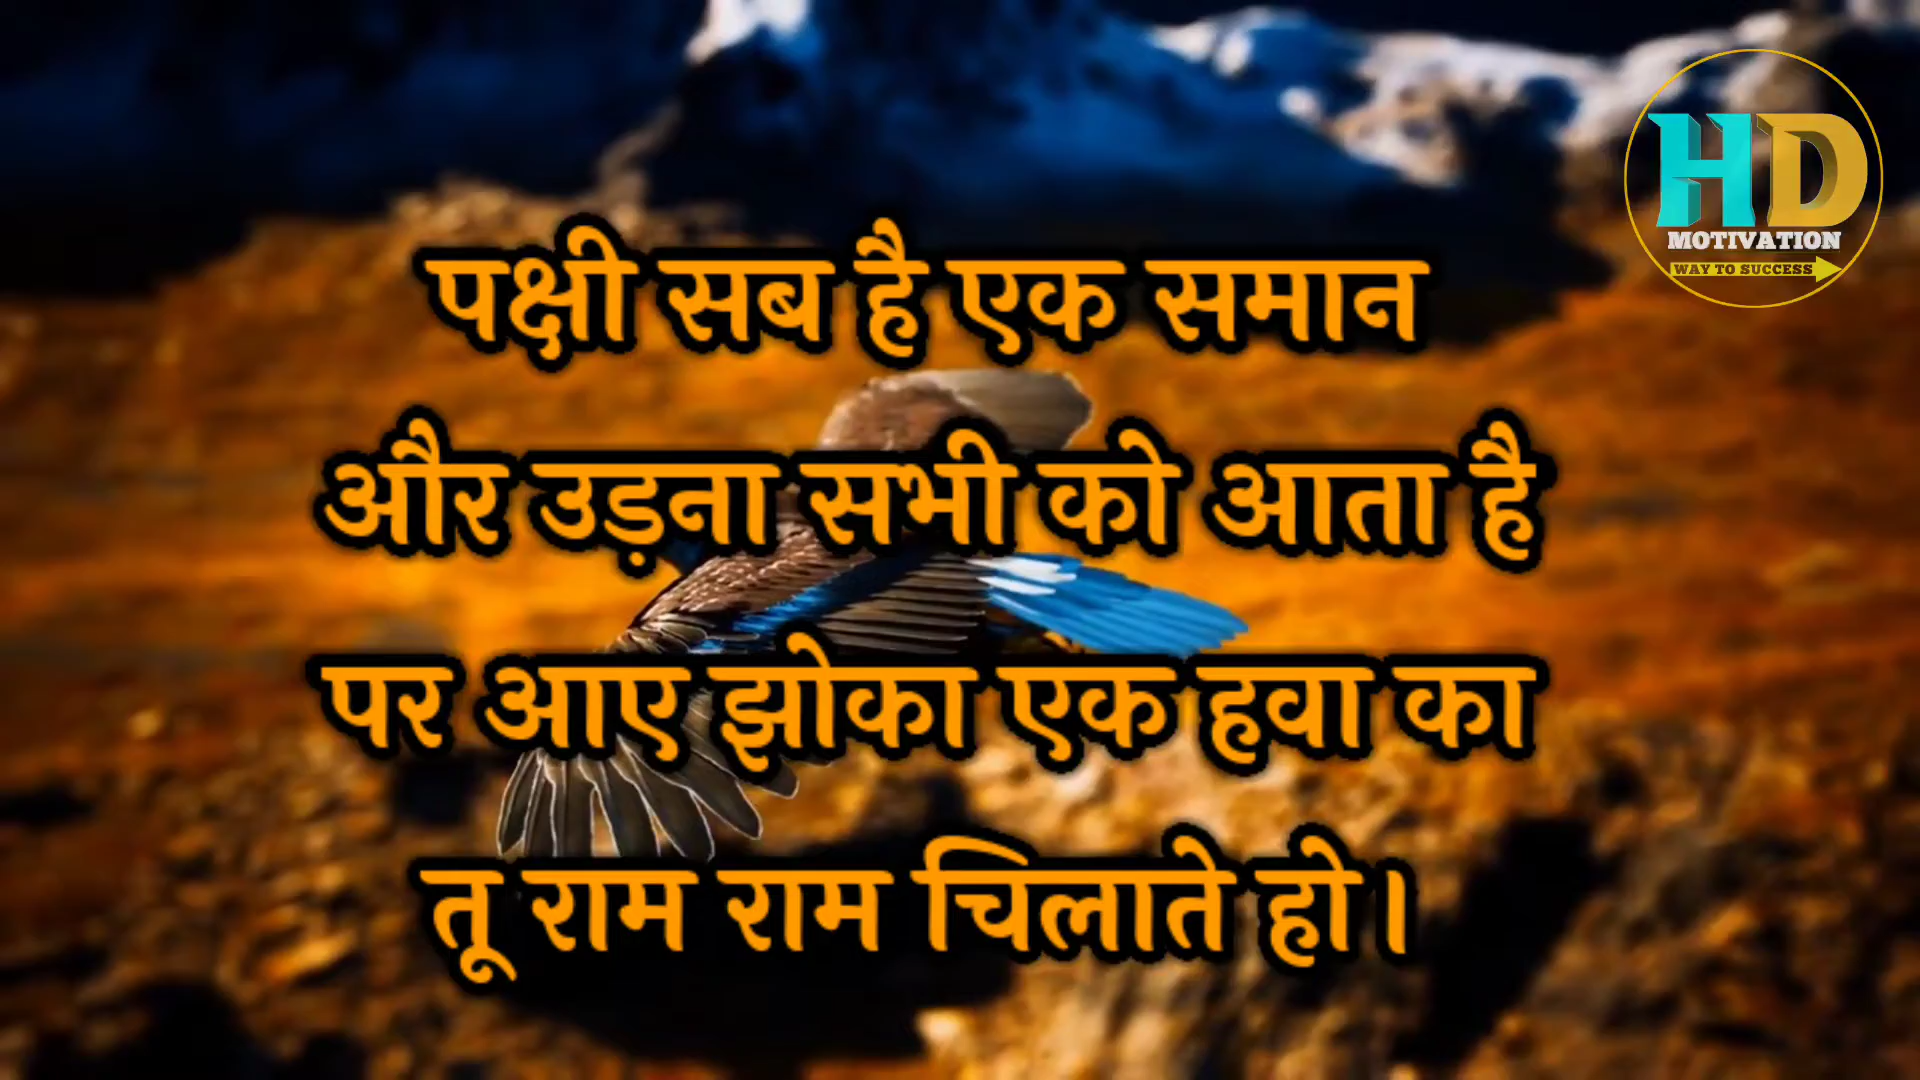 HD
MOTIVATION
WAY TO SUCCESS
पक्षी सब है एक समान
और उड़ना सभी को आता है
पर आए झोका एक हवा का
तू राम राम चिलाते हो।